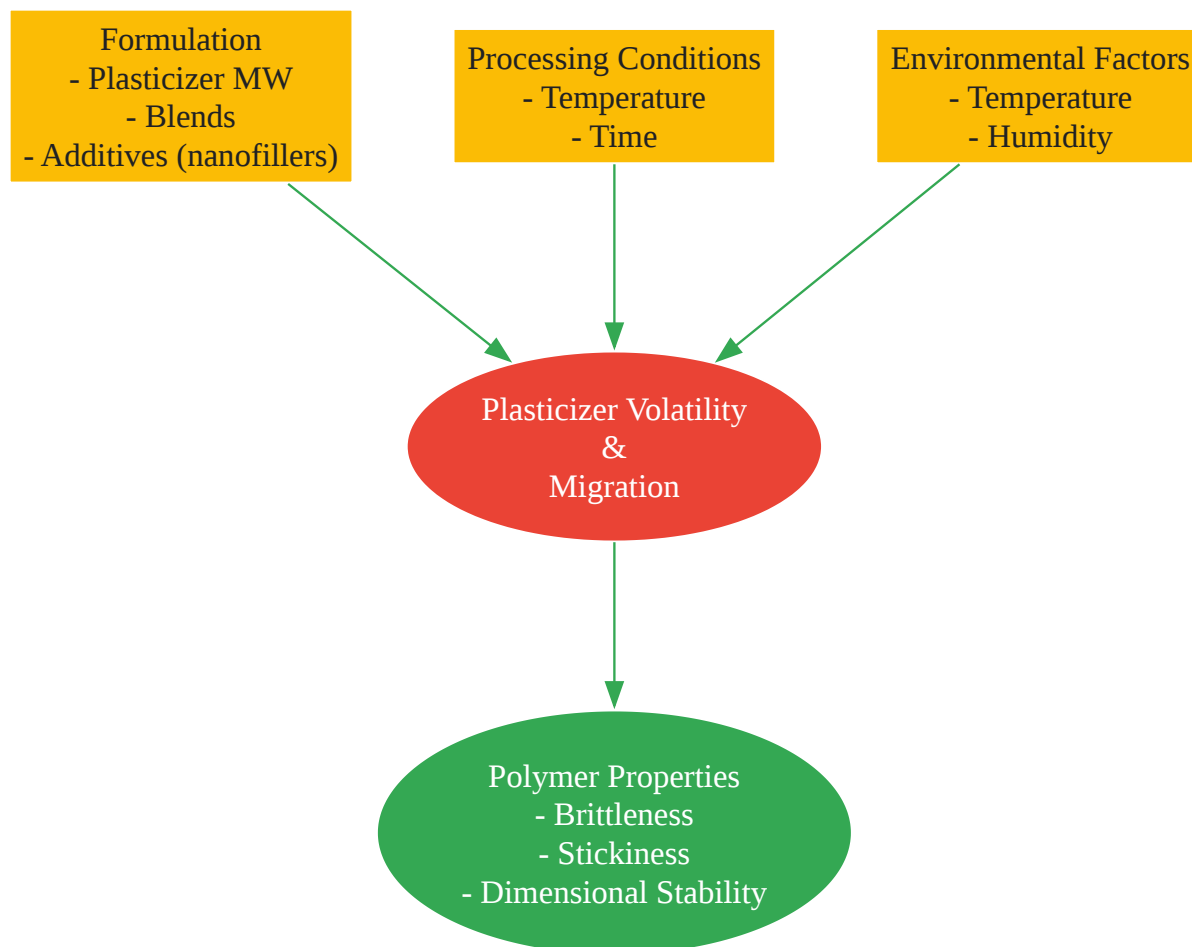 Formulation
- Plasticizer MW
- Blends
- Additives (nanofillers)
Processing Conditions
- Temperature
- Time
Environmental Factors
- Temperature
- Humidity
Plasticizer Volatility
&
Migration
Polymer Properties
- Brittleness
- Stickiness
- Dimensional Stability